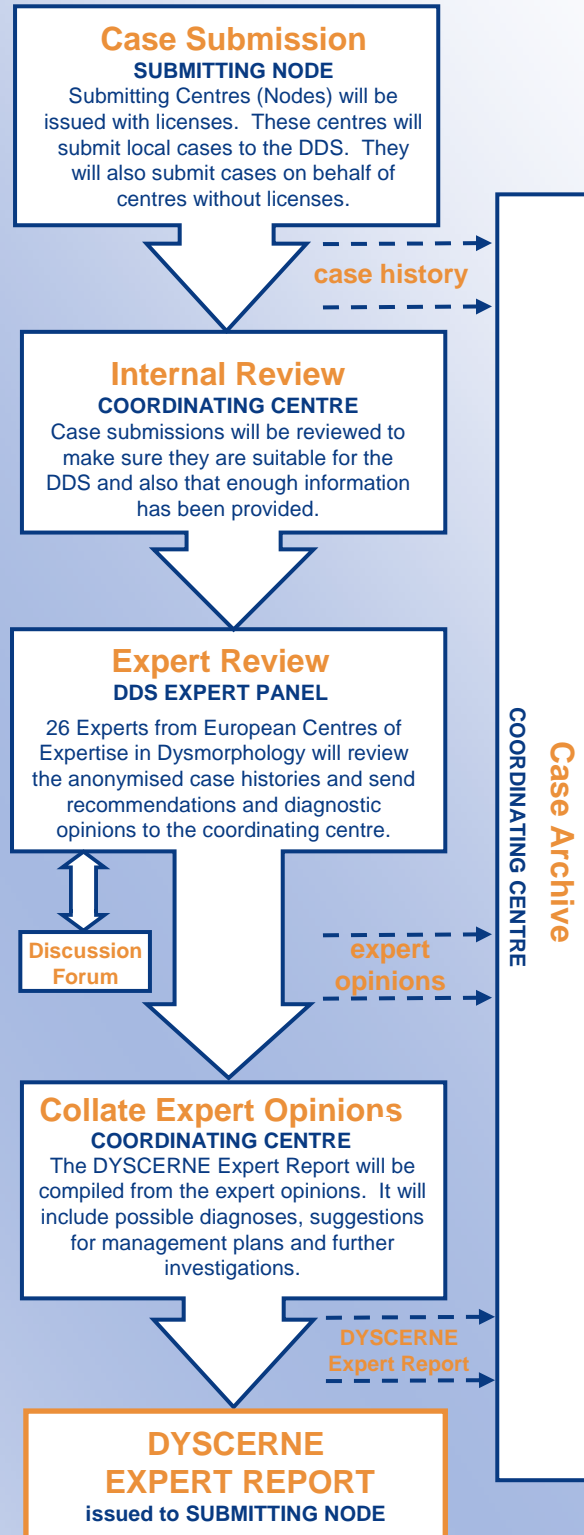 Case Submission
SUBMITTING NODE
Submitting Centres (Nodes) will be
issued with licenses. These centres will
submit local cases to the DDS. They
will also submit cases on behalf of
centres without licenses.
case history
Internal Review
COORDINATING CENTRE
Case submissions will be reviewed to
make sure they are suitable for the
DDS and also that enough information
has been provided.
Expert Review
DDS EXPERT PANEL
26 Experts from European Centres of
Expertise in Dysmorphology will review
the anonymised case histories and send
recommendations and diagnostic
opinions to the coordinating centre.
Discussion
Forum
expert
opinions
Collate Expert Opinions
COORDINATING CENTRE
The DYSCERNE Expert Report will be
compiled from the expert opinions. It will
include possible diagnoses, suggestions
for management plans and further
investigations.
DYSCERNE
Expert Report
DYSCERNE
EXPERT REPORT
issued to SUBMITTING NODE
Case Archive
COORDINATING CENTRE